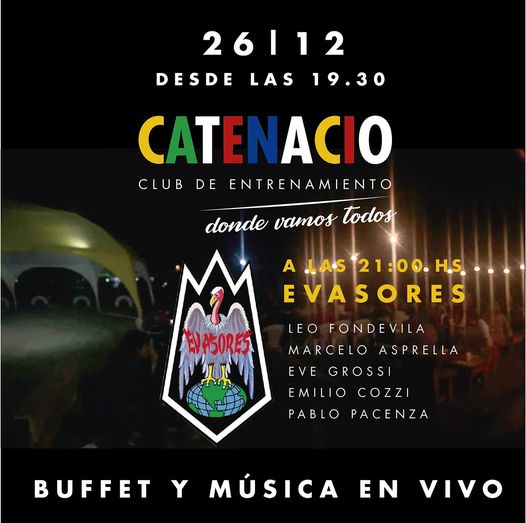 26|12
DESDE LAS 19.30
CATENACIO
CLUB DE ENTRENAMIENTO
donde vamos todos
A LAS 21:00 HS
EVASORES
LEO FONDEVILA
MARCELO ASPRELLA
EVE GROSSI
EMILIO COZZI
PABLO PACENZA
EVASORES
BUFFET Y MÚSICA EN VIVO